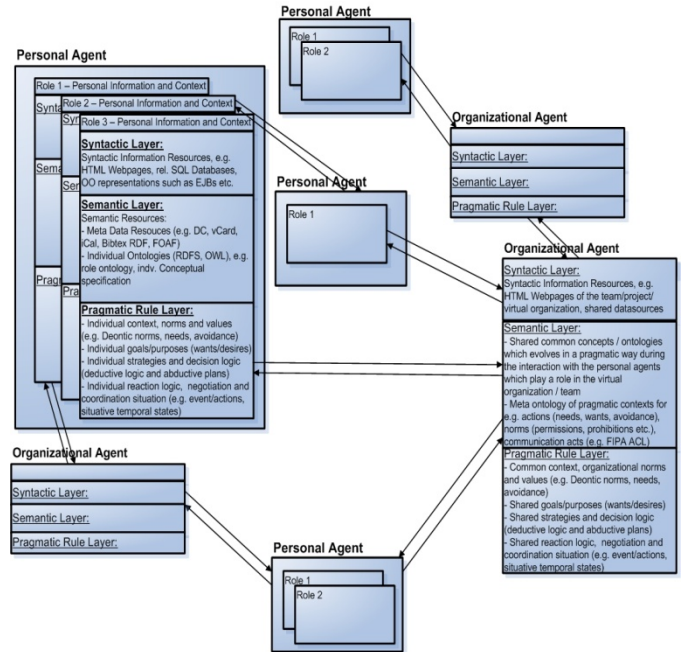 Personal Agent
Role 1
Role 2
Personal Agent
Role 1 – Personal Information and Context
Synta
Sema
Pragm
Role 2 – Personal Information and Context
Syn
Sem
Pra
Role 3 – Personal Information and Context
Syntactic Layer:
Syntactic Information Resources, e.g.
HTML Webpages, rel. SQL Databases,
OO representations such as EJBs etc.
Semantic Layer:
Semantic Resources:
- Meta Data Resouces (e.g. DC, vCard,
iCal, Bibtex RDF, FOAF)
- Individual Ontologies (RDFS, OWL), e.g.
role ontology, indv. Conceptual
specification
Pragmatic Rule Layer:
- Individual context, norms and values
(e.g. Deontic norms, needs, avoidance)
- Individual goals/purposes (wants/desires)
- Individual strategies and decision logic
(deductive logic and abductive plans)
- Individual reaction logic,  negotiation and
coordination situation (e.g. event/actions,
situative temporal states)
Organizational Agent
Syntactic Layer:
Semantic Layer:
Pragmatic Rule Layer:
Personal Agent
Role 1
Organizational Agent
Syntactic Layer:
Syntactic Information Resources, e.g.
HTML Webpages of the team/project/
virtual organization, shared datasources
Semantic Layer:
- Shared common concepts / ontologies
which evolves in a pragmatic way during
the interaction with the personal agents
which play a role in the virtual
organization / team
- Meta ontology of pragmatic contexts for
e.g. actions (needs, wants, avoidance),
norms (permissions, prohibitions etc.),
communication acts (e.g. FIPA ACL)
Pragmatic Rule Layer:
- Common context, organizational norms
and values (e.g. Deontic norms, needs,
avoidance)
- Shared goals/purposes (wants/desires)
- Shared strategies and decision logic
(deductive logic and abductive plans)
- Shared reaction logic,  negotiation and
coordination situation (e.g. event/actions,
situative temporal states)
Organizational Agent
Syntactic Layer:
Semantic Layer:
Pragmatic Rule Layer:
Personal Agent
Role 1
Role 2